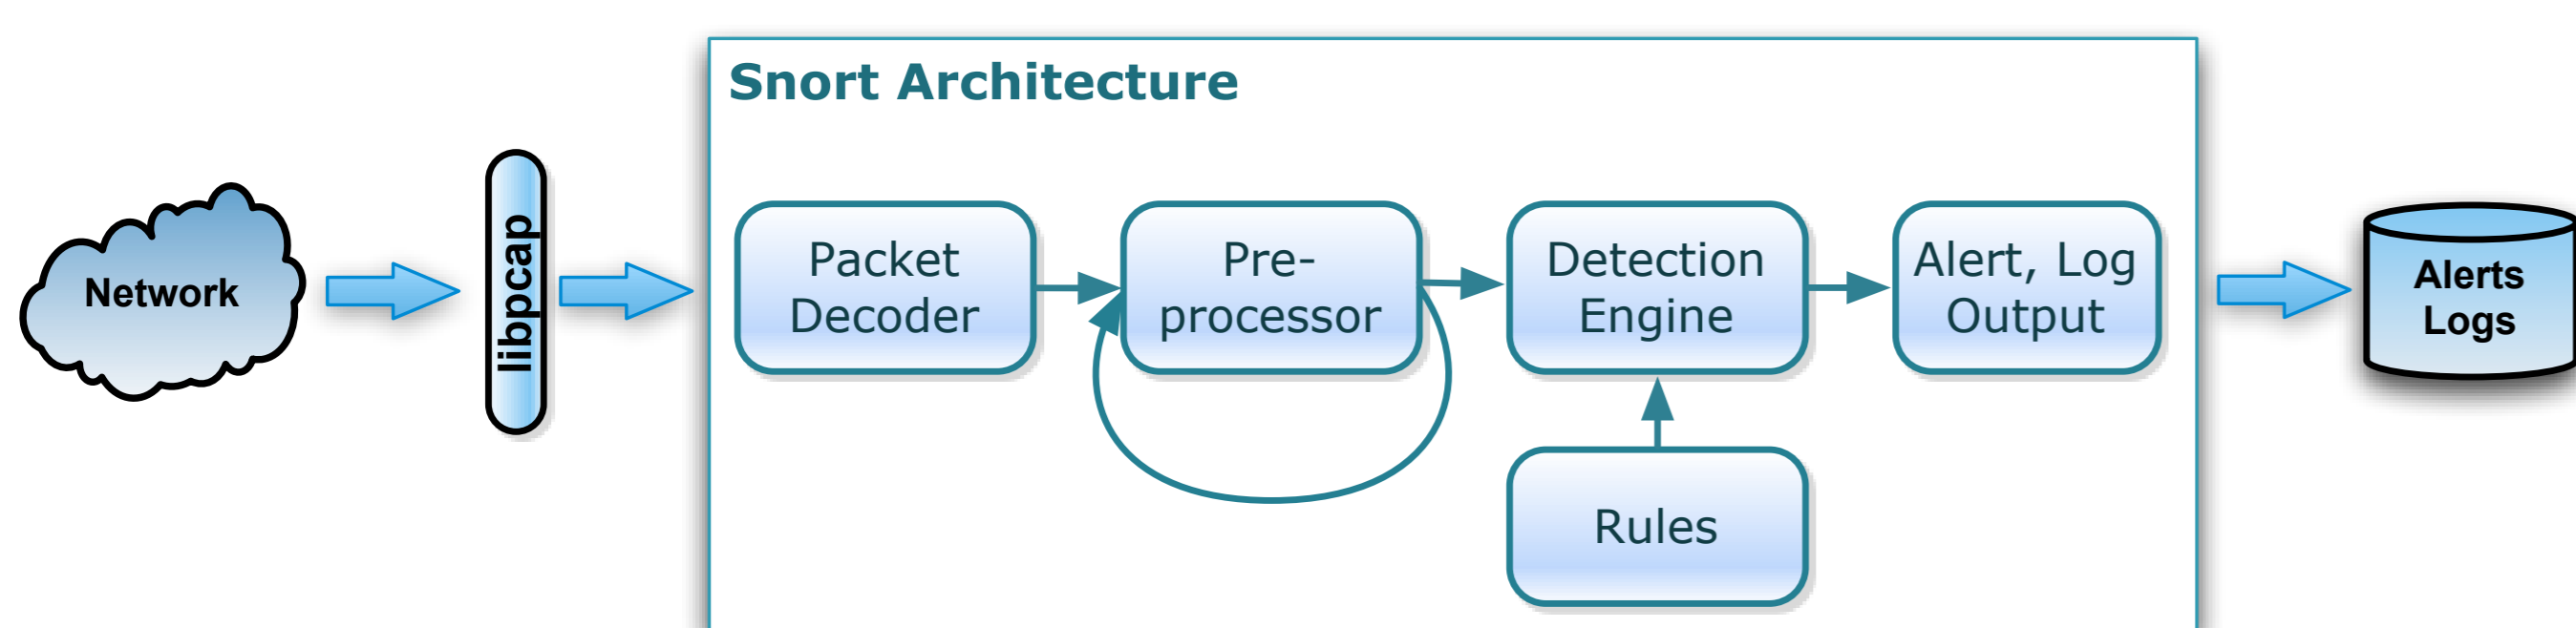 Snort Architecture
Network
libpcap
Packet
Decoder
Pre-
processor
Detection
Engine
Alert, Log
Output
Alerts
Logs
Rules